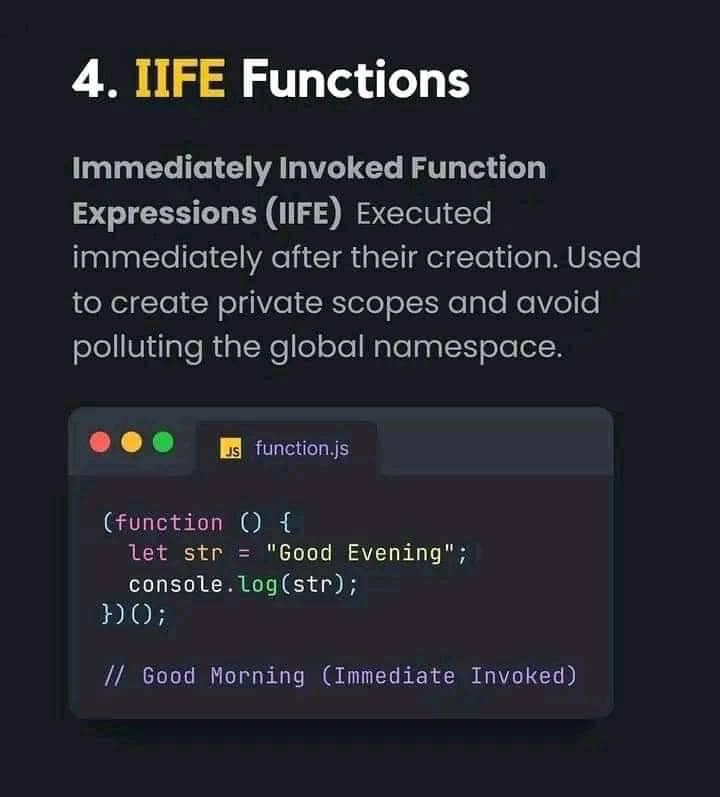 4. IIFE Functions
Immediately Invoked Function
Expressions (IIFE) Executed
immediately after their creation. Used
to create private scopes and avoid
polluting the global namespace.
JS function.js
(function () {
  let str = "Good Evening";
  console.log(str);
})();
// Good Morning (Immediate Invoked)